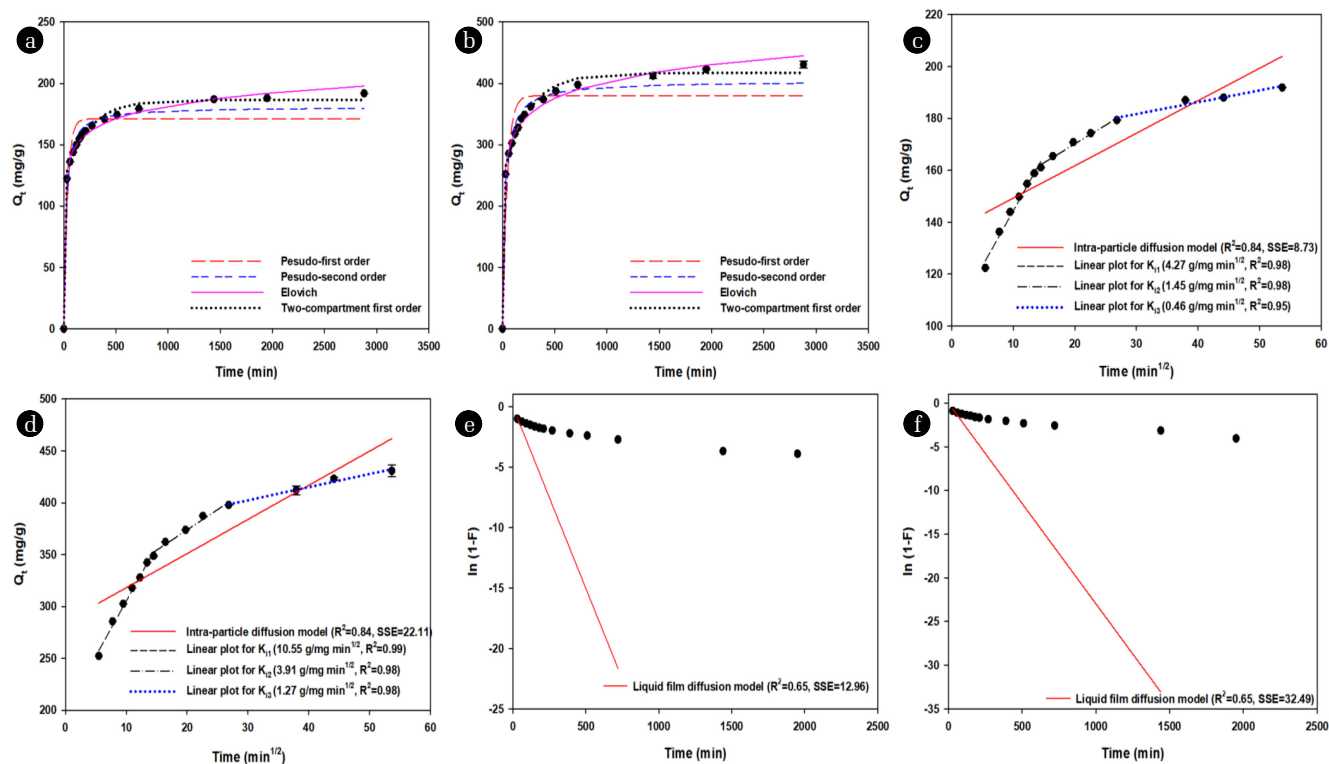 a
250
200
150
100
50
0
Qt (mg/g)
Pesudo-first order
Pesudo-second order
Elovich
Two-compartment first order
0 500 1000 1500 2000 2500 3000 3500
Time (min)
b
500
400
300
200
100
0
Qt (mg/g)
Pesudo-first order
Pesudo-second order
Elovich
Two-compartment first order
0 500 1000 1500 2000 2500 3000 3500
Time (min)
c
220
200
180
160
140
120
100
Qt (mg/g)
Intra-particle diffusion model (R²=0.84, SSE=8.73)
Linear plot for Ki1 (4.27 g/mg min1/2, R²=0.98)
Linear plot for Ki2 (1.45 g/mg min1/2, R²=0.98)
Linear plot for Ki3 (0.46 g/mg min1/2, R²=0.95)
0 10 20 30 40 50 60
Time (min1/2)
d
500
450
400
350
300
250
200
Qt (mg/g)
Intra-particle diffusion model (R²=0.84, SSE=22.11)
Linear plot for Ki1 (10.55 g/mg min1/2, R²=0.99)
Linear plot for Ki2 (3.91 g/mg min1/2, R²=0.98)
Linear plot for Ki3 (1.27 g/mg min1/2, R²=0.98)
0 10 20 30 40 50 60
Time (min1/2)
e
0
-5
-10
-15
-20
-25
ln (1-F)
Liquid film diffusion model (R²=0.65, SSE=12.96)
0 500 1000 1500 2000 2500
Time (min)
f
0
-5
-10
-15
-20
-25
-30
-35
ln (1-F)
Liquid film diffusion model (R²=0.65, SSE=32.49)
0 500 1000 1500 2000 2500
Time (min)